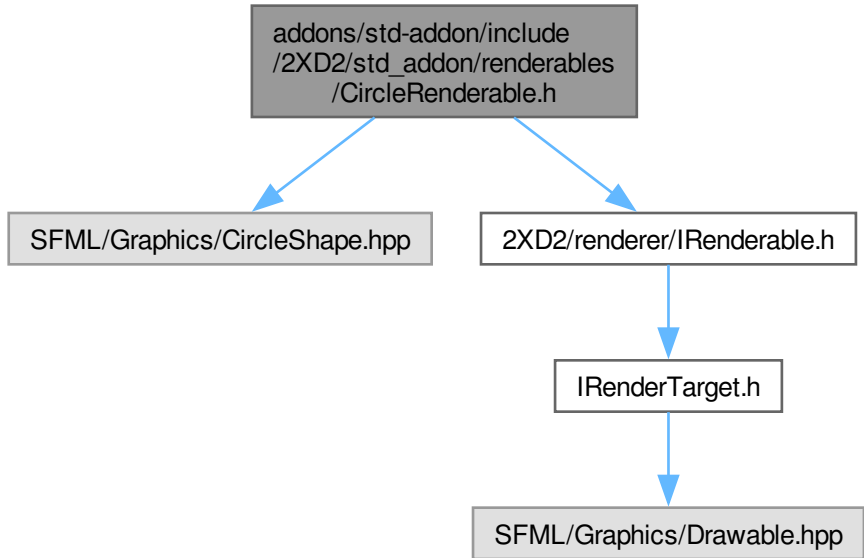 addons/std-addon/include
/2XD2/std_addon/renderables
/CircleRenderable.h
SFML/Graphics/CircleShape.hpp
2XD2/renderer/IRenderable.h
IRenderTarget.h
SFML/Graphics/Drawable.hpp